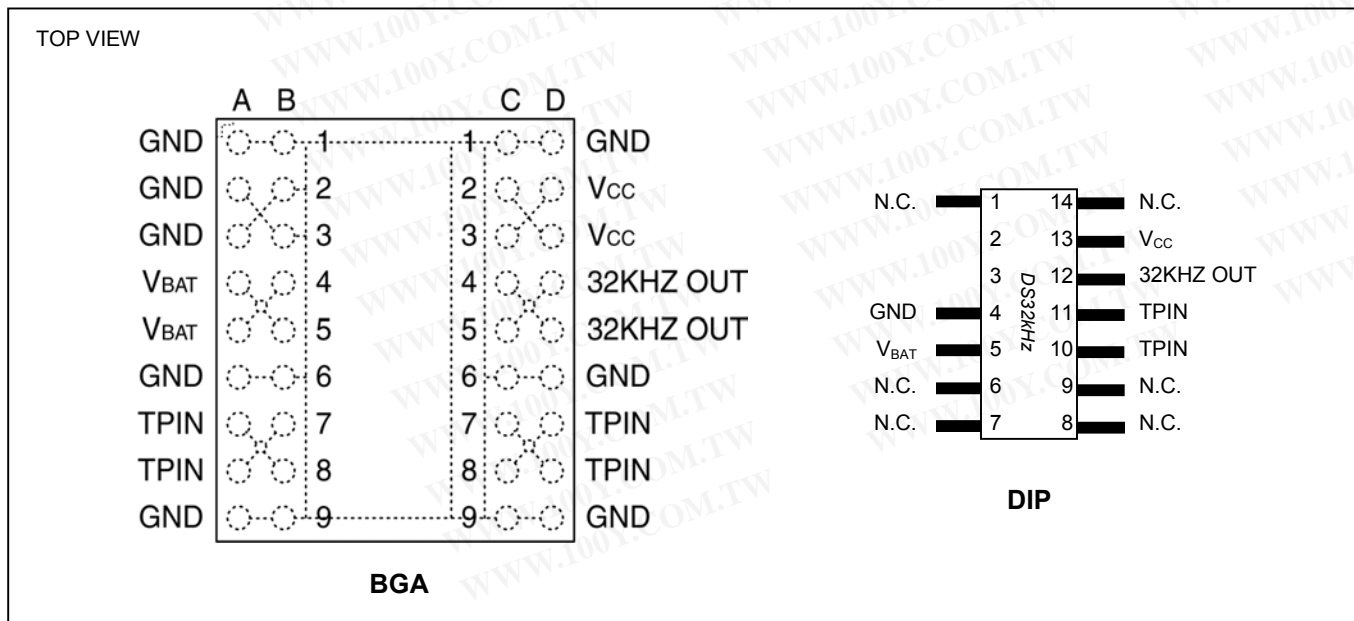 TOP VIEW
A B C D
GND 1 1 GND
GND 2 2 VCC
GND 3 3 VCC
VBAT 4 4 32KHZ OUT
VBAT 5 5 32KHZ OUT
GND 6 6 GND
TPIN 7 7 TPIN
TPIN 8 8 TPIN
GND 9 9 GND
BGA
N.C. 1 14 N.C.
2 13 VCC
3 12 32KHZ OUT
GND 4 11 TPIN
VBAT 5 10 TPIN
N.C. 6 9 N.C.
N.C. 7 8 N.C.
DS32kHz
DIP
WWW.100Y.COM.TW